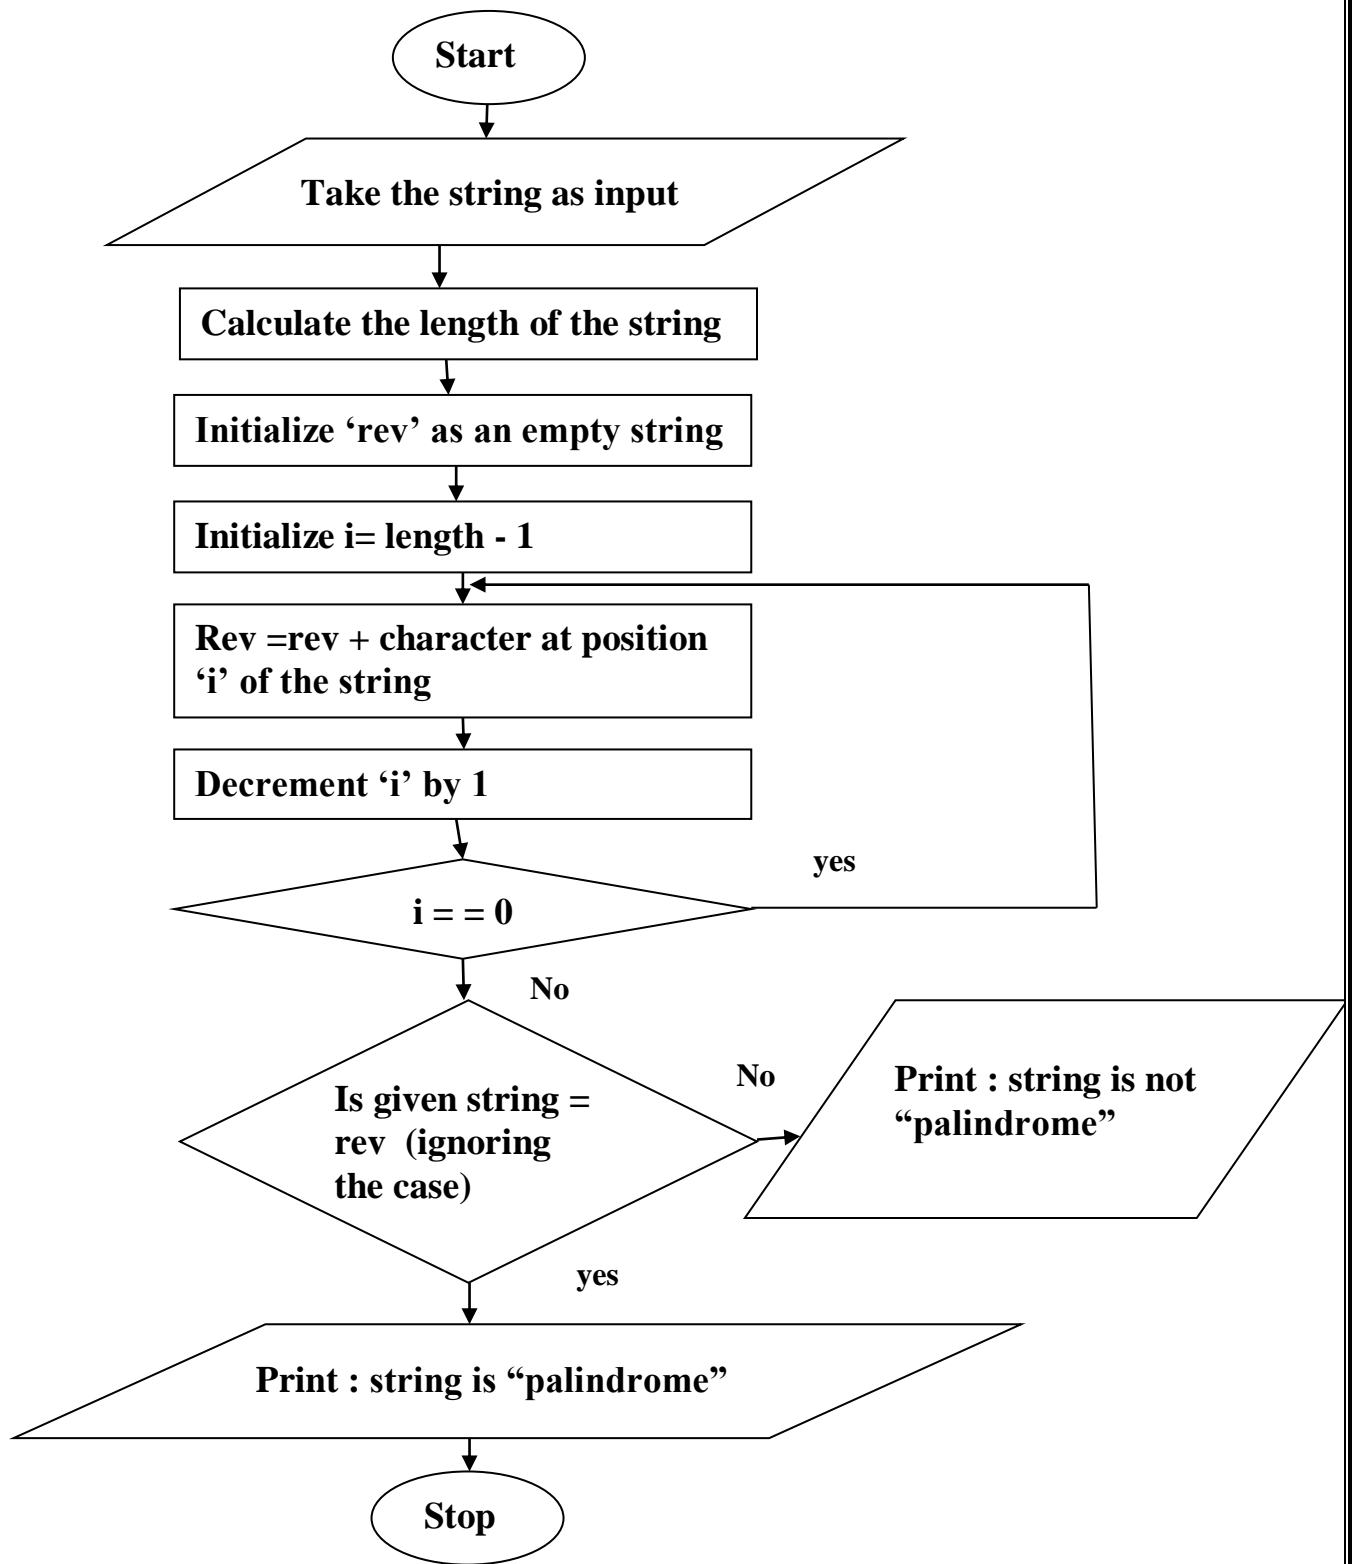 Start
Take the string as input
Calculate the length of the string
Initialize ‘rev’ as an empty string
Initialize i= length - 1
Rev =rev + character at position
‘i’ of the string
Decrement ‘i’ by 1
yes
i = = 0
No
Is given string =
rev (ignoring
the case)
No
Print : string is not
“palindrome”
yes
Print : string is “palindrome”
Stop